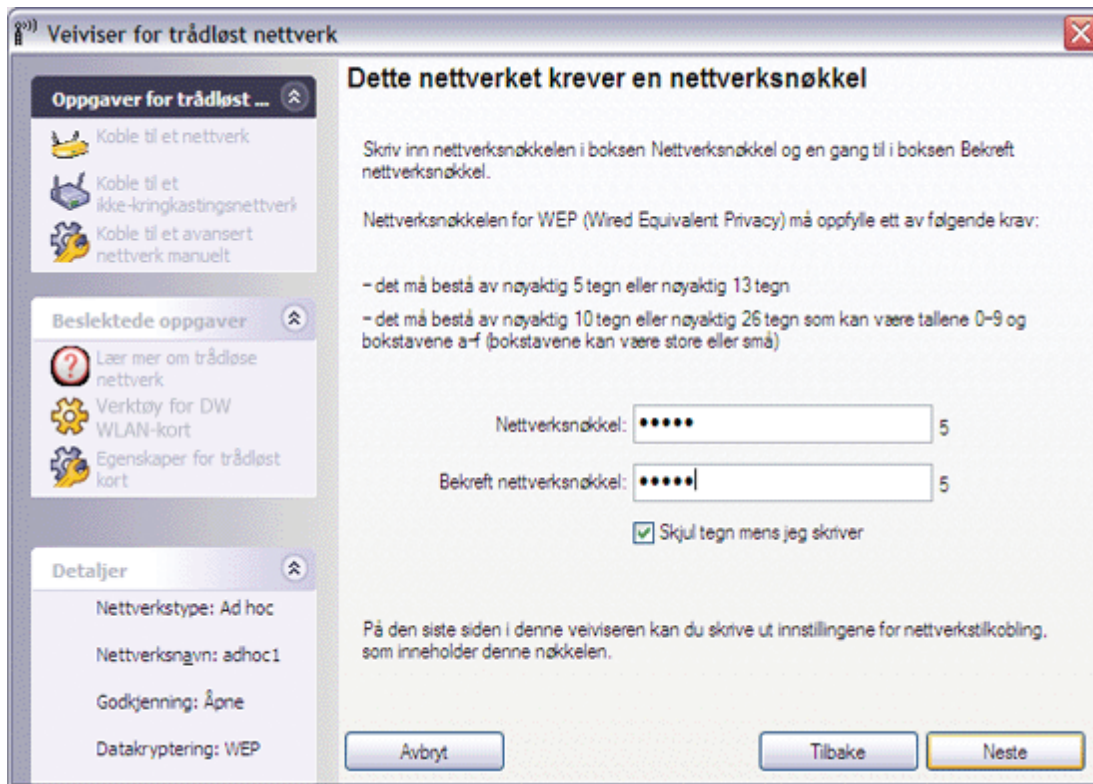 Veiviser for trådløst nettverk
Oppgaver for trådløst ...
Koble til et nettverk
Koble til et
ikke-kringkastingsnettverk
Koble til et avansert
nettverk manuelt
Beslektede oppgaver
Lær mer om trådløse
nettverk
Verktøy for DW
WLAN-kort
Egenskaper for trådløst
kort
Detaljer
Nettverkstype: Ad hoc
Nettverksnavn: adhoc1
Godkjenning: Åpne
Datakryptering: WEP
Dette nettverket krever en nettverksnøkkel
Skriv inn nettverksnøkkelen i boksen Nettverksnøkkel og en gang til i boksen Bekreft
nettverksnøkkel.
Nettverksnøkkelen for WEP (Wired Equivalent Privacy) må oppfylle ett av følgende krav:
– det må bestå av nøyaktig 5 tegn eller nøyaktig 13 tegn
– det må bestå av nøyaktig 10 tegn eller nøyaktig 26 tegn som kan være tallene 0–9 og
bokstavene a–f (bokstavene kan være store eller små)
Nettverksnøkkel: ••••• 5
Bekreft nettverksnøkkel: ••••• 5
Skjul tegn mens jeg skriver
På den siste siden i denne veiviseren kan du skrive ut innstillingene for nettverkstilkobling,
som inneholder denne nøkkelen.
Avbryt Tilbake Neste